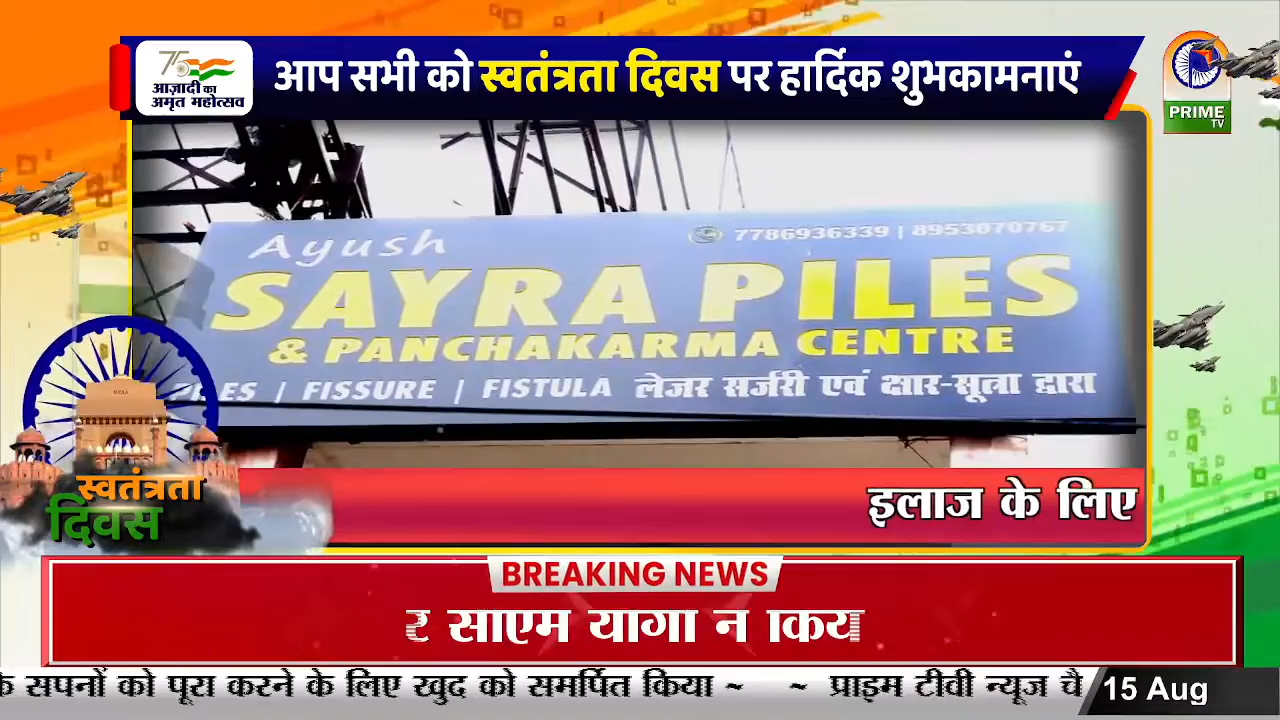 75
आज़ादी का
अमृत महोत्सव
आप सभी को स्वतंत्रता दिवस पर हार्दिक शुभकामनाएं
PRIME
TV
Ayush
7786936339 | 8953070767
SAYRA PILES
& PANCHAKARMA CENTRE
PILES / FISSURE / FISTULA लेजर सर्जरी एवं क्षार-सूत्रा द्वारा
स्वतंत्रता
दिवस
इलाज के लिए
BREAKING NEWS
के सपनों को पूरा करने के लिए खुद को समर्पित किया ~ ~ प्राइम टीवी न्यूज चै
15 Aug